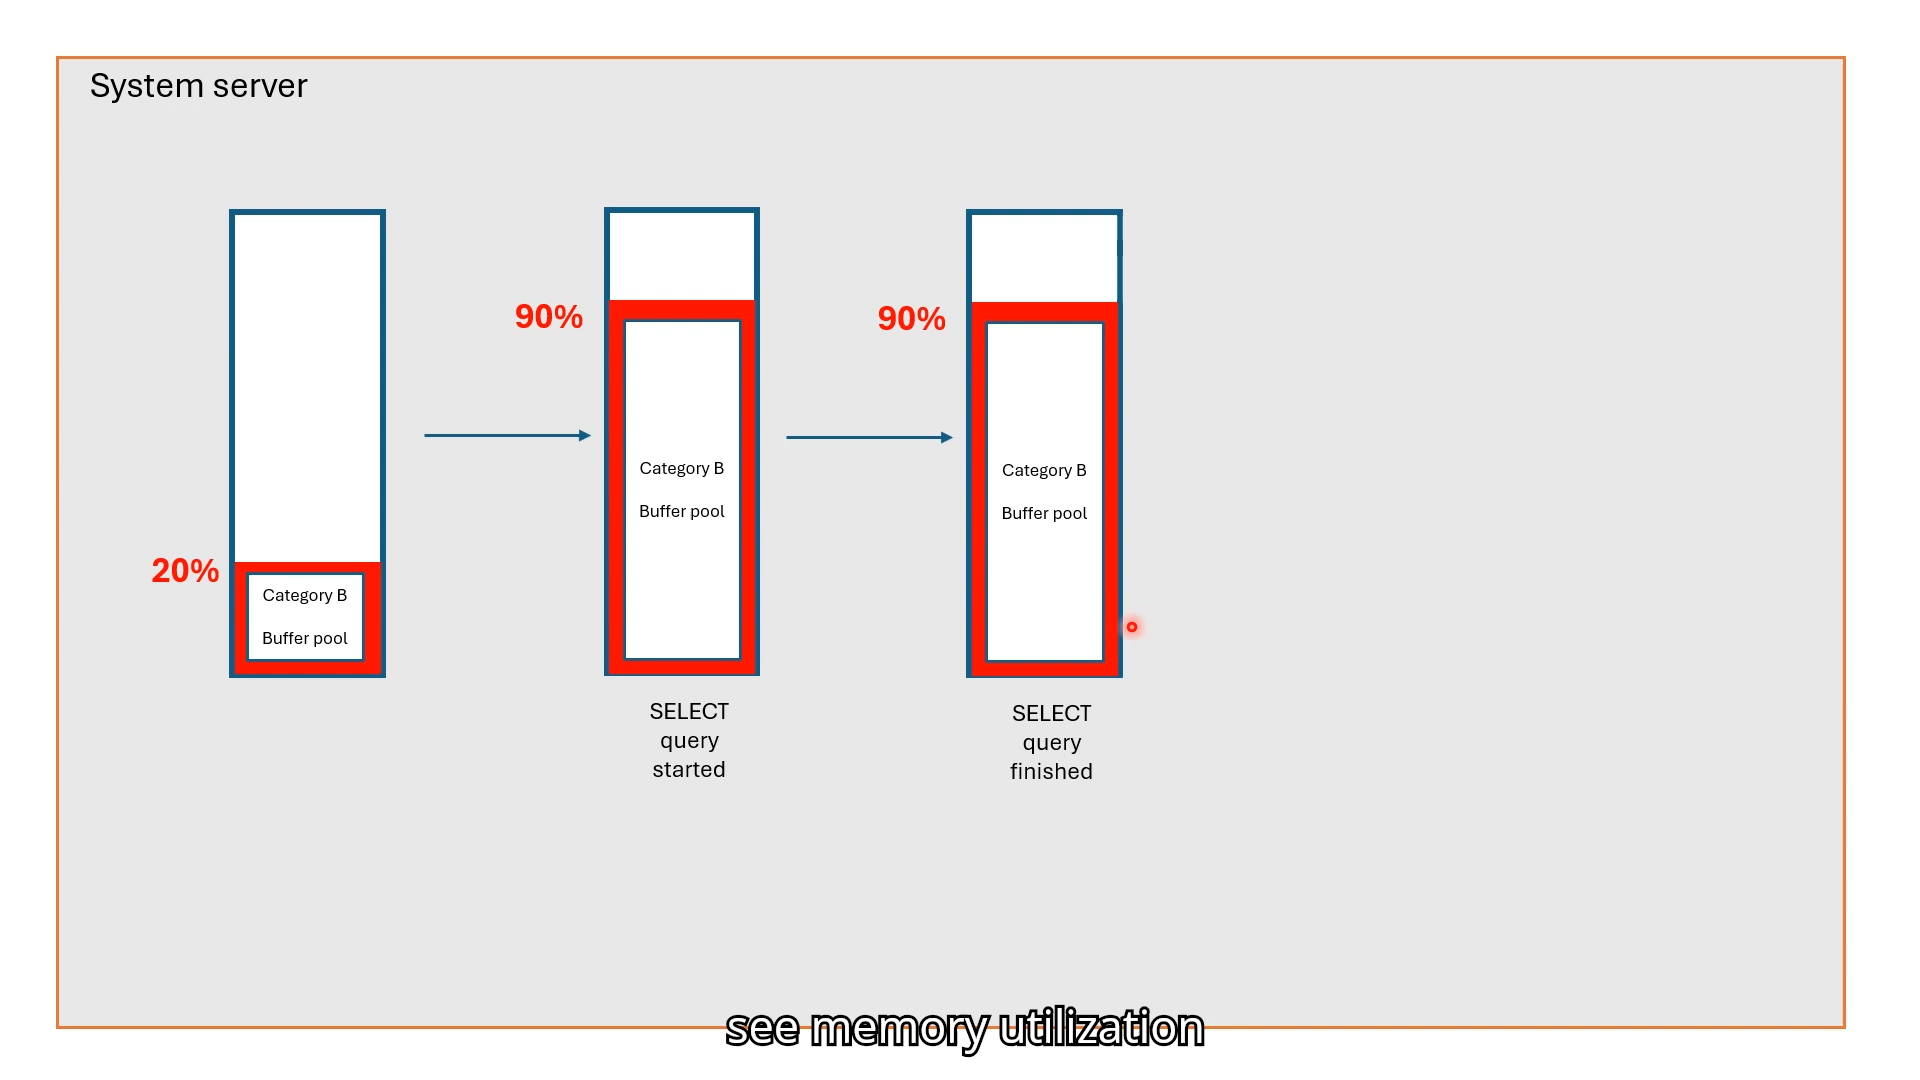 System server
90%
90%
20%
Category B
Buffer pool
Category B
Buffer pool
Category B
Buffer pool
SELECT
query
started
SELECT
query
finished
see memory utilization